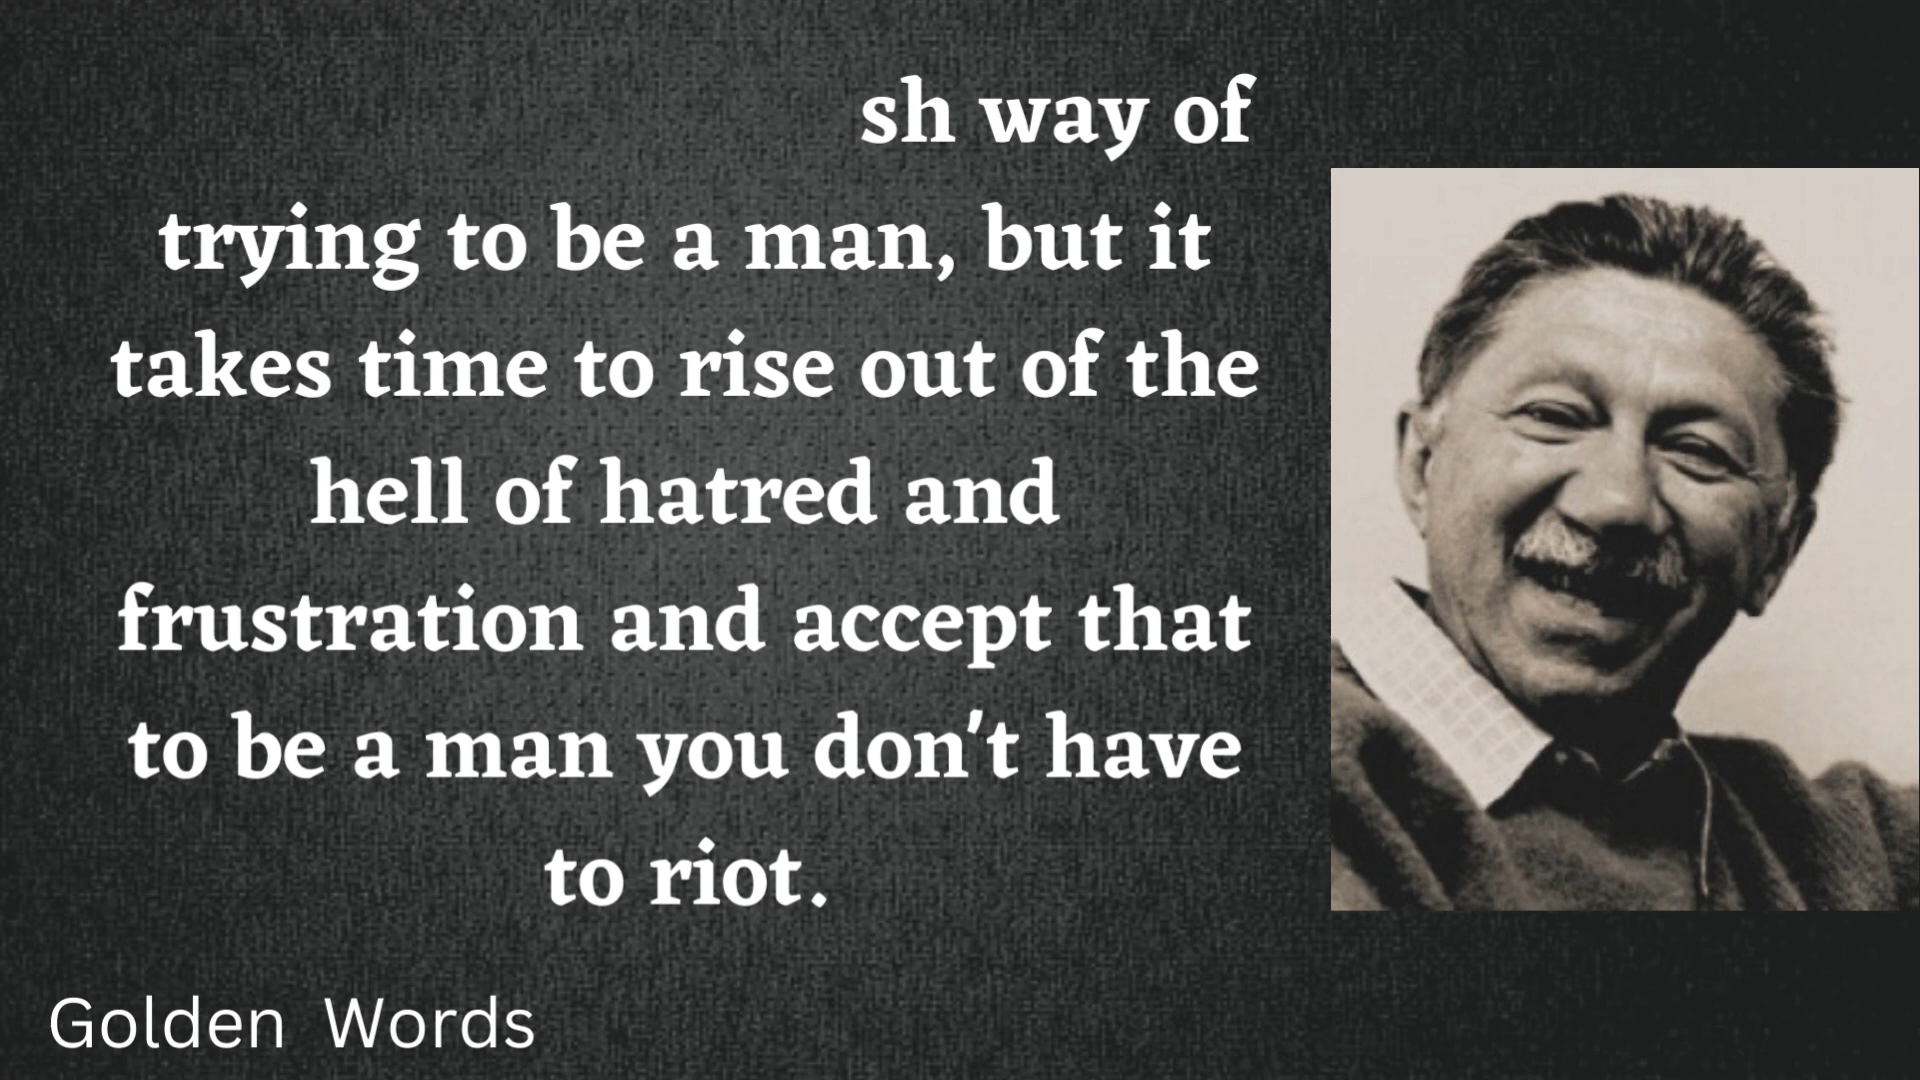 sh way of
trying to be a man, but it
takes time to rise out of the
hell of hatred and
frustration and accept that
to be a man you don't have
to riot.
Golden Words